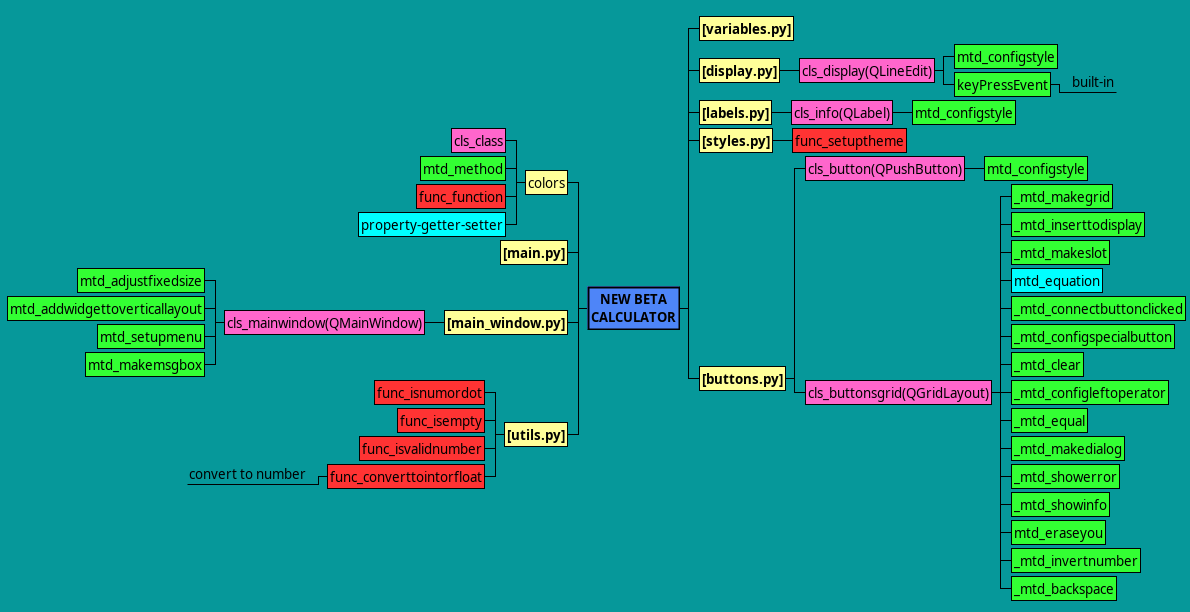 NEW BETA
CALCULATOR
colors
cls_class
mtd_method
func_function
property-getter-setter
[main.py]
[main_window.py]
cls_mainwindow(QMainWindow)
mtd_adjustfixedsize
mtd_addwidgettoverticallayout
mtd_setupmenu
mtd_makemsgbox
[utils.py]
func_isnumordot
func_isempty
func_isvalidnumber
func_converttointorfloat
convert to number
[variables.py]
[display.py]
cls_display(QLineEdit)
mtd_configstyle
keyPressEvent
built-in
[labels.py]
cls_info(QLabel)
mtd_configstyle
[styles.py]
func_setuptheme
[buttons.py]
cls_button(QPushButton)
mtd_configstyle
cls_buttonsgrid(QGridLayout)
_mtd_makegrid
_mtd_inserttodisplay
_mtd_makeslot
mtd_equation
_mtd_connectbuttonclicked
_mtd_configspecialbutton
_mtd_clear
_mtd_configleftoperator
_mtd_equal
_mtd_makedialog
_mtd_showerror
_mtd_showinfo
mtd_eraseyou
_mtd_invertnumber
_mtd_backspace